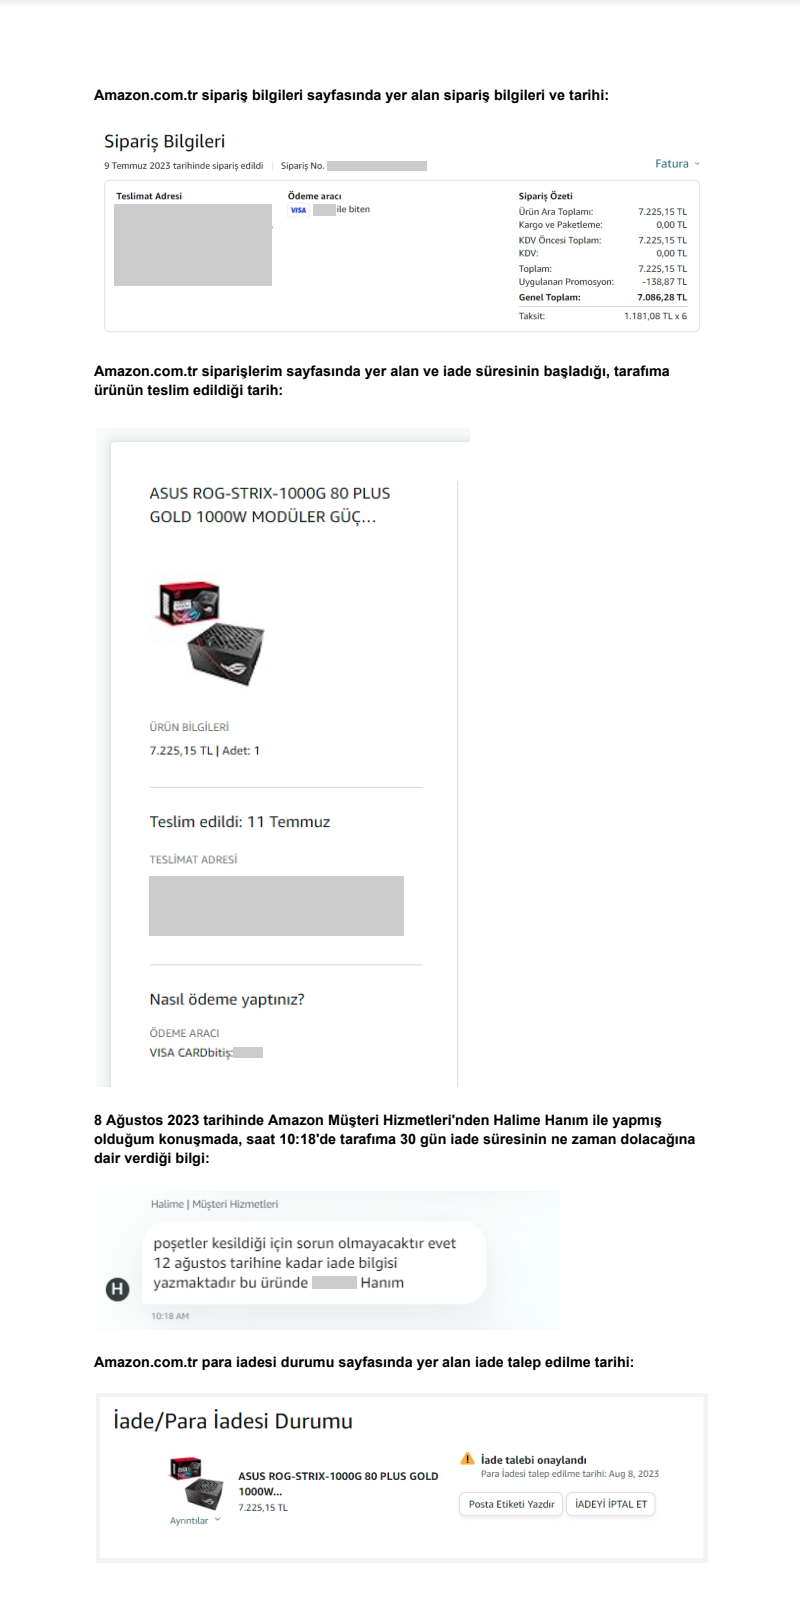 Amazon.com.tr sipariş bilgileri sayfasında yer alan sipariş bilgileri ve tarihi:
Sipariş Bilgileri
9 Temmuz 2023 tarihinde sipariş edildi Sipariş No.
Fatura
Teslimat Adresi
Ödeme aracı
VISA ile biten
Sipariş Özeti
Ürün Ara Toplamı: 7.225,15 TL
Kargo ve Paketleme: 0,00 TL
KDV Öncesi Toplam: 7.225,15 TL
KDV: 0,00 TL
Toplam: 7.225,15 TL
Uygulanan Promosyon: -138,87 TL
Genel Toplam: 7.086,28 TL
Taksit: 1.181,08 TL x 6
Amazon.com.tr siparişlerim sayfasında yer alan ve iade süresinin başladığı, tarafıma
ürünün teslim edildiği tarih:
ASUS ROG-STRIX-1000G 80 PLUS
GOLD 1000W MODÜLER GÜÇ...
ÜRÜN BİLGİLERİ
7.225,15 TL | Adet: 1
Teslim edildi: 11 Temmuz
TESLİMAT ADRESİ
Nasıl ödeme yaptınız?
ÖDEME ARACI
VISA CARDbitiş:
8 Ağustos 2023 tarihinde Amazon Müşteri Hizmetleri'nden Halime Hanım ile yapmış
olduğum konuşmada, saat 10:18'de tarafıma 30 gün iade süresinin ne zaman dolacağına
dair verdiği bilgi:
Halime | Müşteri Hizmetleri
poşetler kesildiği için sorun olmayacaktır evet
12 ağustos tarihine kadar iade bilgisi
yazmaktadır bu üründe Hanım
H
10:18 AM
Amazon.com.tr para iadesi durumu sayfasında yer alan iade talep edilme tarihi:
İade/Para İadesi Durumu
ASUS ROG-STRIX-1000G 80 PLUS GOLD
1000W...
7.225,15 TL
Ayrıntılar
İade talebi onaylandı
Para İadesi talep edilme tarihi: Aug 8, 2023
Posta Etiketi Yazdır
İADEYİ İPTAL ET